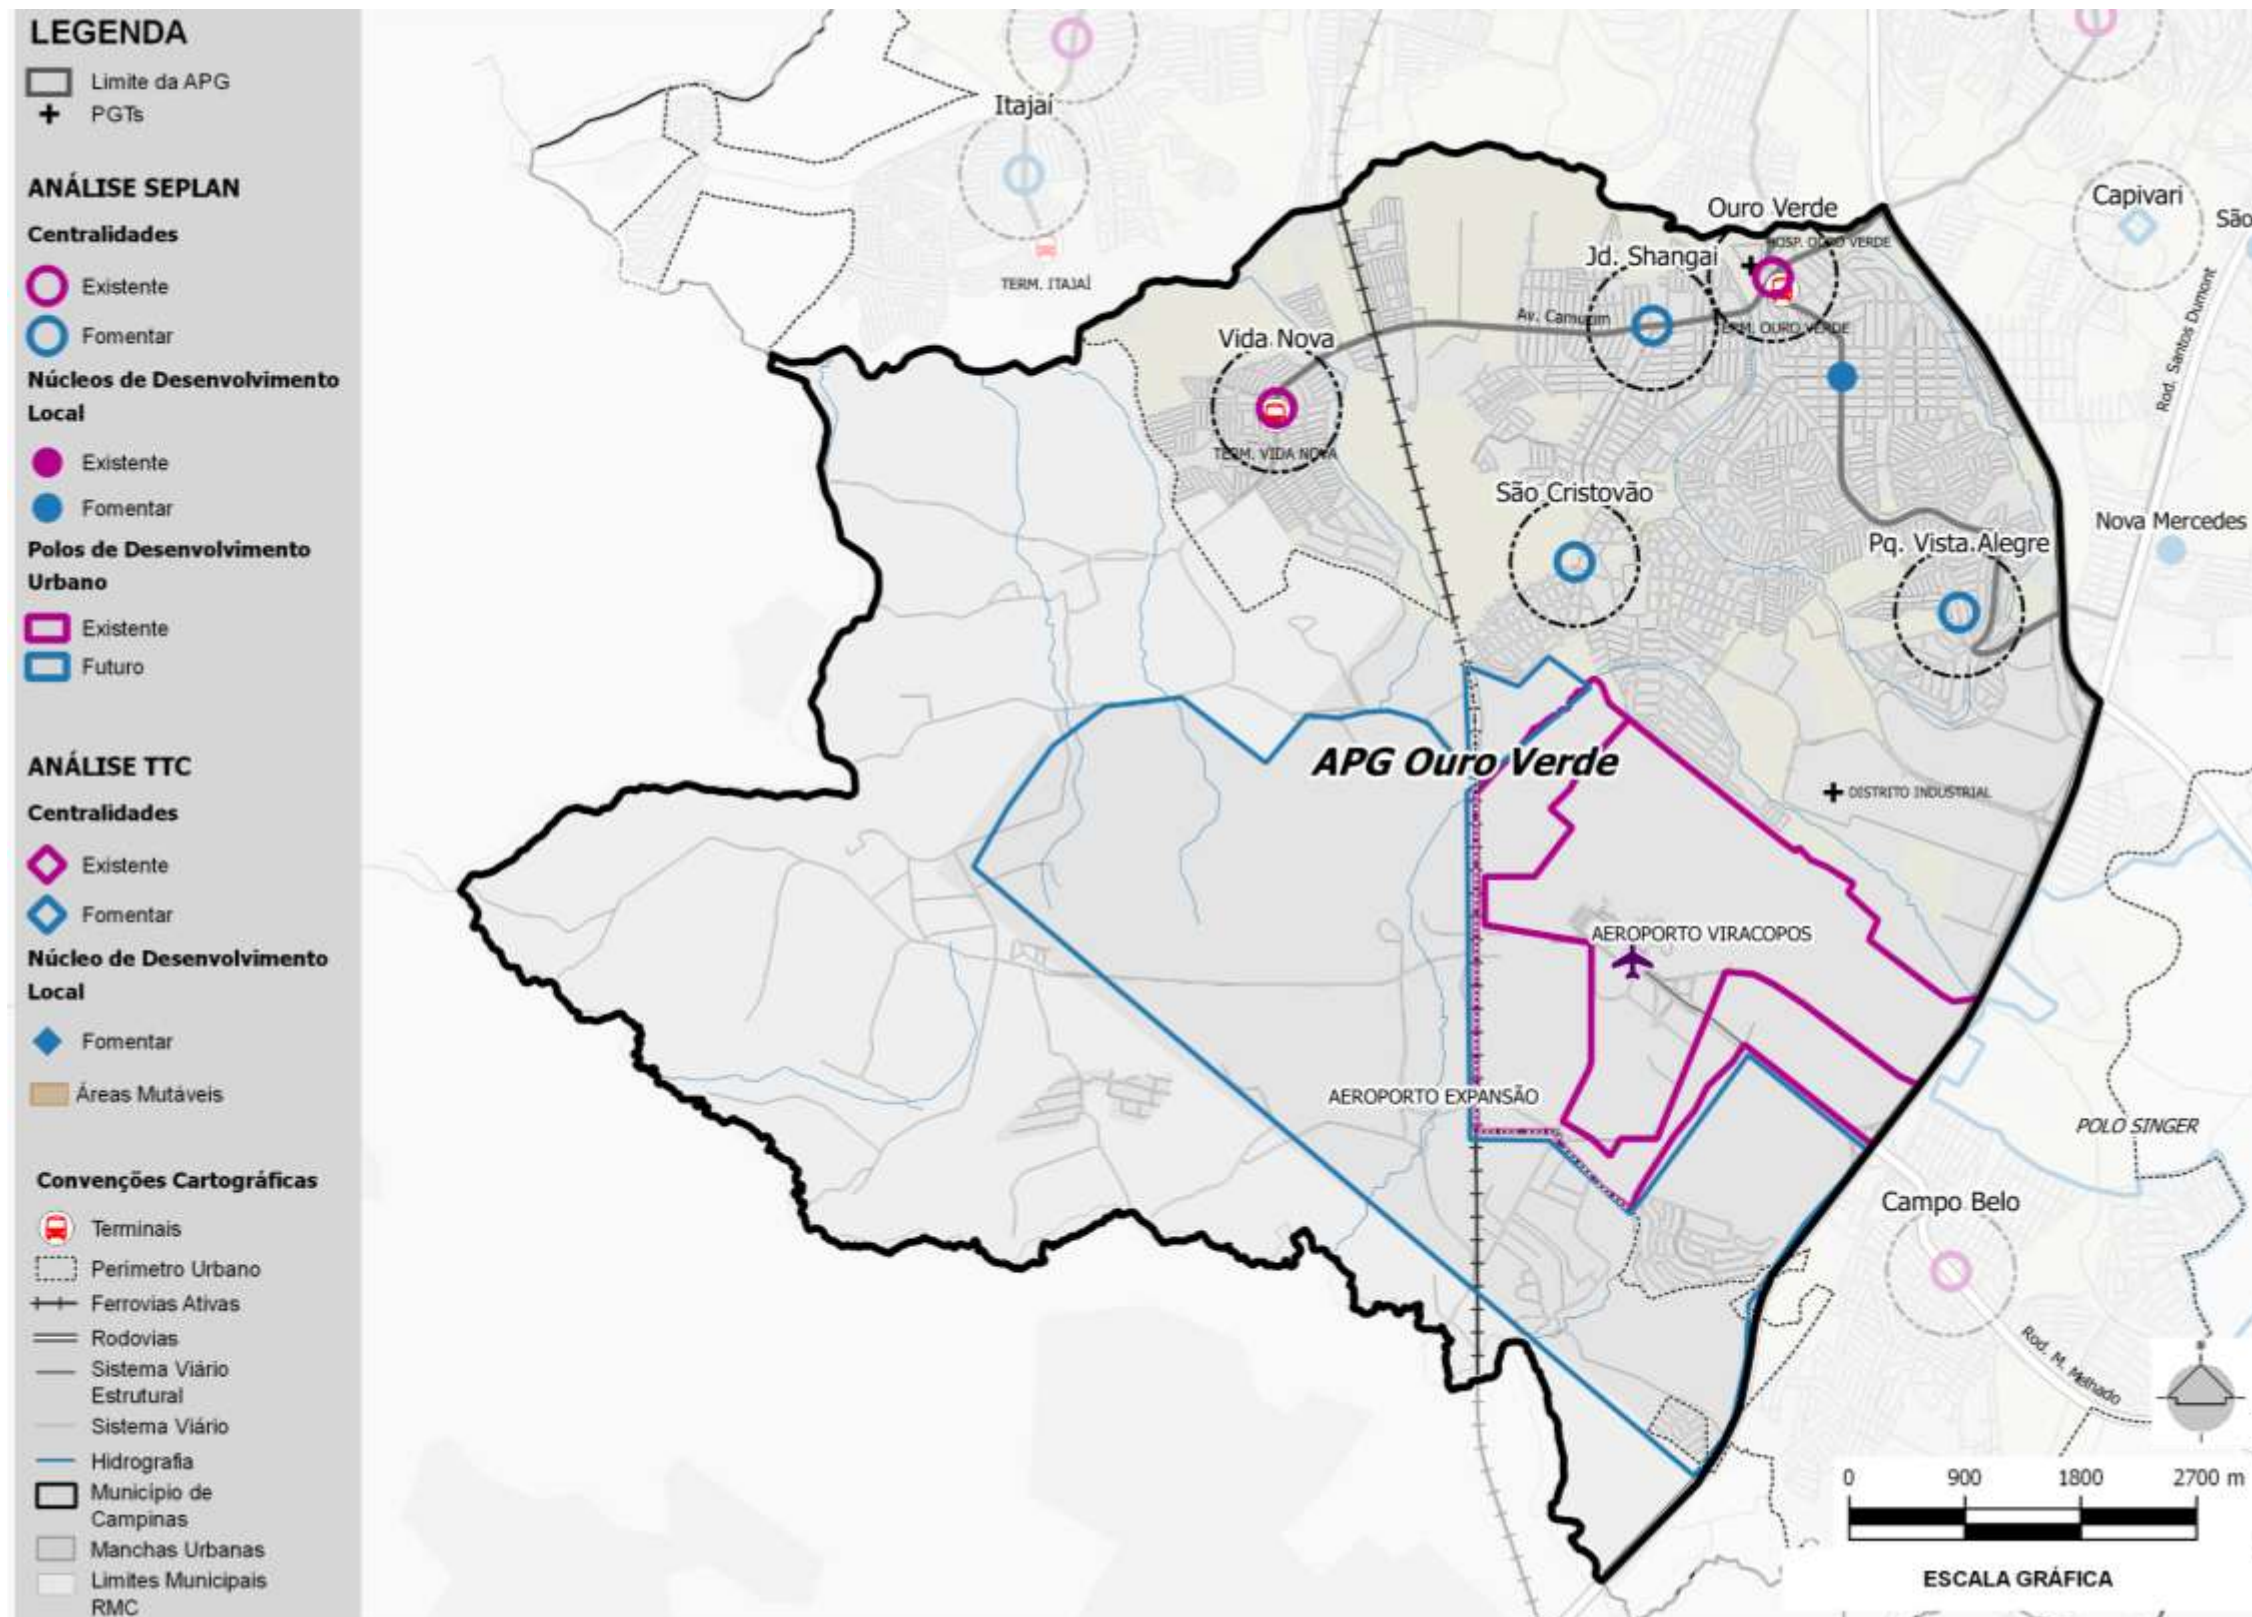 LEGENDA
Limite da APG
PGTs
ANÁLISE SEPLAN
Centralidades
Existente
Fomentar
Núcleos de Desenvolvimento
Local
Existente
Fomentar
Polos de Desenvolvimento
Urbano
Existente
Futuro
ANÁLISE TTC
Centralidades
Existente
Fomentar
Núcleo de Desenvolvimento
Local
Fomentar
Áreas Mutáveis
Convenções Cartográficas
Terminais
Perímetro Urbano
Ferrovias Ativas
Rodovias
Sistema Viário
Estrutural
Sistema Viário
Hidrografia
Município de
Campinas
Manchas Urbanas
Limites Municipais
RMC
Itajaí
TERM. ITAJAÍ
Ouro Verde
HOSP. OURO VERDE
Capivari
São
Jd. Shangai
Av. Camucim
TERM. OURO VERDE
Rod. Santos Dumont
Vida Nova
TERM. VIDA NOVA
São Cristovão
Nova Mercedes
Pq. Vista Alegre
APG Ouro Verde
DISTRITO INDUSTRIAL
AEROPORTO VIRACOPOS
AEROPORTO EXPANSÃO
POLO SINGER
Campo Belo
Rod. M. Melhado
0 900 1800 2700 m
ESCALA GRÁFICA